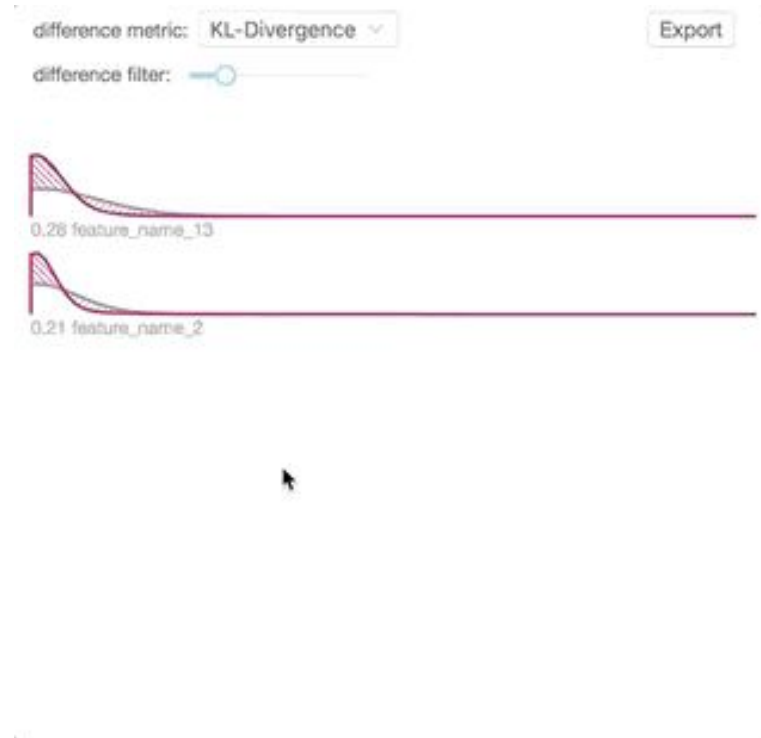 difference metric: KL-Divergence Export
difference filter:
0.28 feature_name_13
0.21 feature_name_2